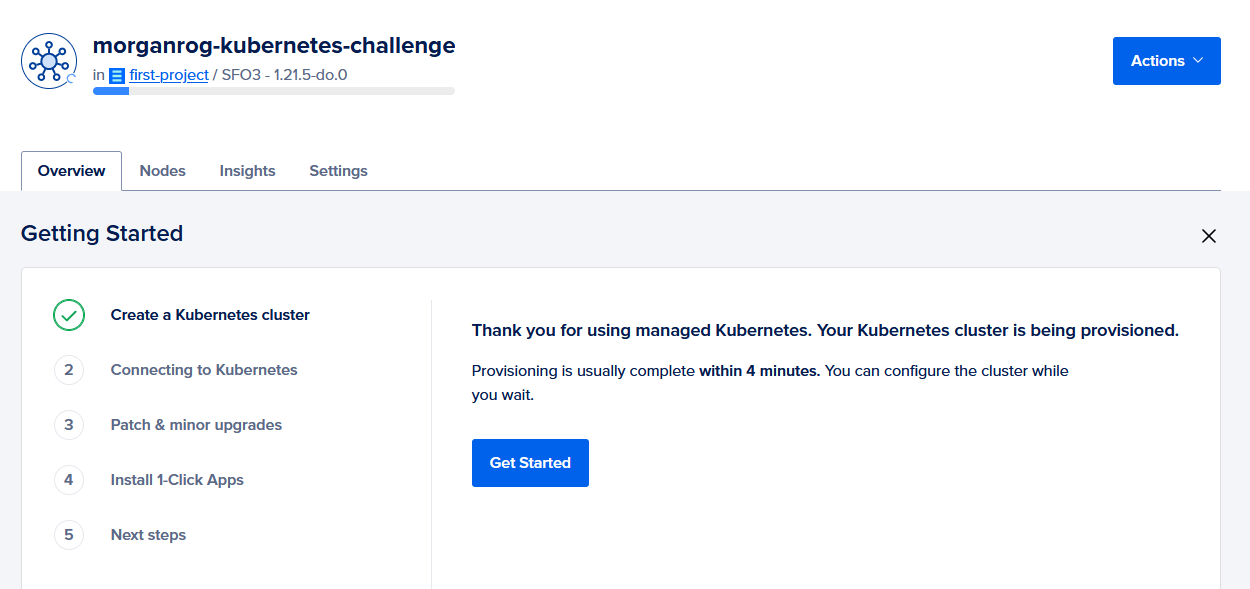 morganrog-kubernetes-challenge
in first-project / SFO3 - 1.21.5-do.0
Actions
Overview Nodes Insights Settings
Getting Started
Create a Kubernetes cluster
2 Connecting to Kubernetes
3 Patch & minor upgrades
4 Install 1-Click Apps
5 Next steps
Thank you for using managed Kubernetes. Your Kubernetes cluster is being provisioned.
Provisioning is usually complete within 4 minutes. You can configure the cluster while
you wait.
Get Started